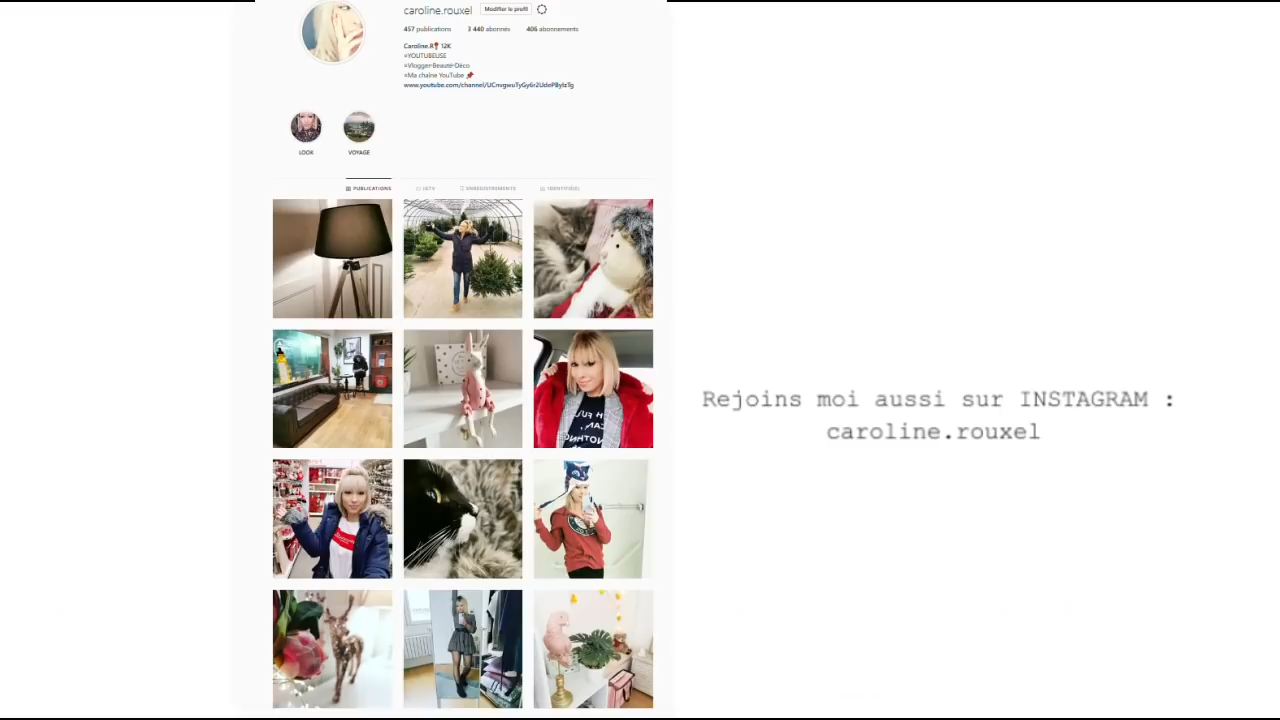 caroline.rouxel Modifier le profil
457 publications 3 440 abonnés 406 abonnements
Caroline.R 12K
YOUTUBEUSE
Vlogger-Beauté-Déco
Ma chaîne YouTube
LOOK VOYAGE
PUBLICATIONS IGTV ENREGISTREMENTS IDENTIFIÉ(E)
Rejoins moi aussi sur INSTAGRAM :
caroline.rouxel